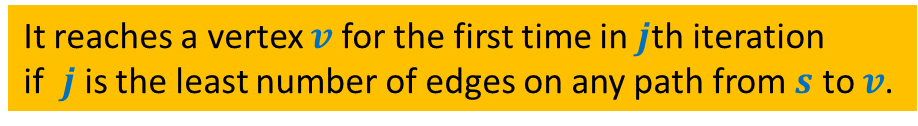 It reaches a vertex v for the first time in jth iteration
if j is the least number of edges on any path from s to v.